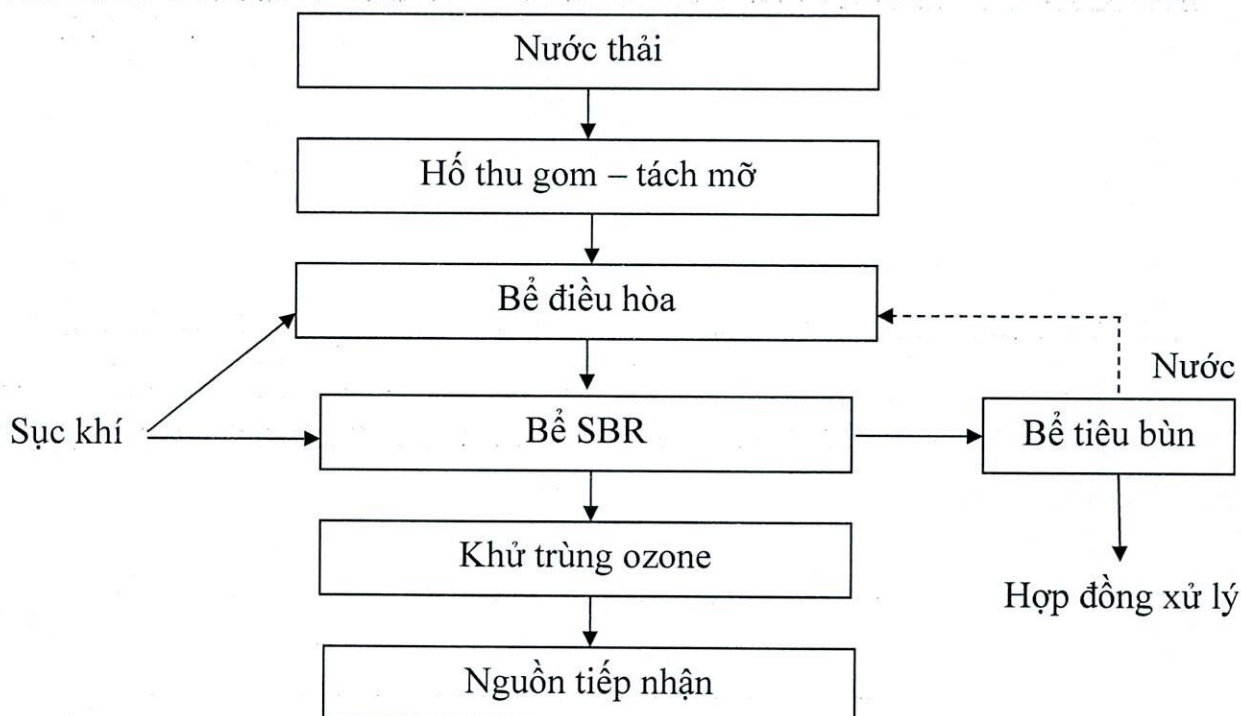 Nước thải
Hố thu gom – tách mỡ
Bể điều hòa
Nước
Sục khí
Bể SBR
Bể tiêu bùn
Khử trùng ozone
Hợp đồng xử lý
Nguồn tiếp nhận